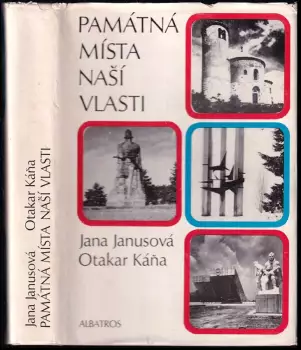 PAMÁTNÁ
MÍSTA
NAŠÍ
VLASTI
Jana Janusová
Otakar Káňa
ALBATROS
Jana Janusová Otakar Káňa
PAMÁTNÁ MÍSTA NAŠÍ VLASTI